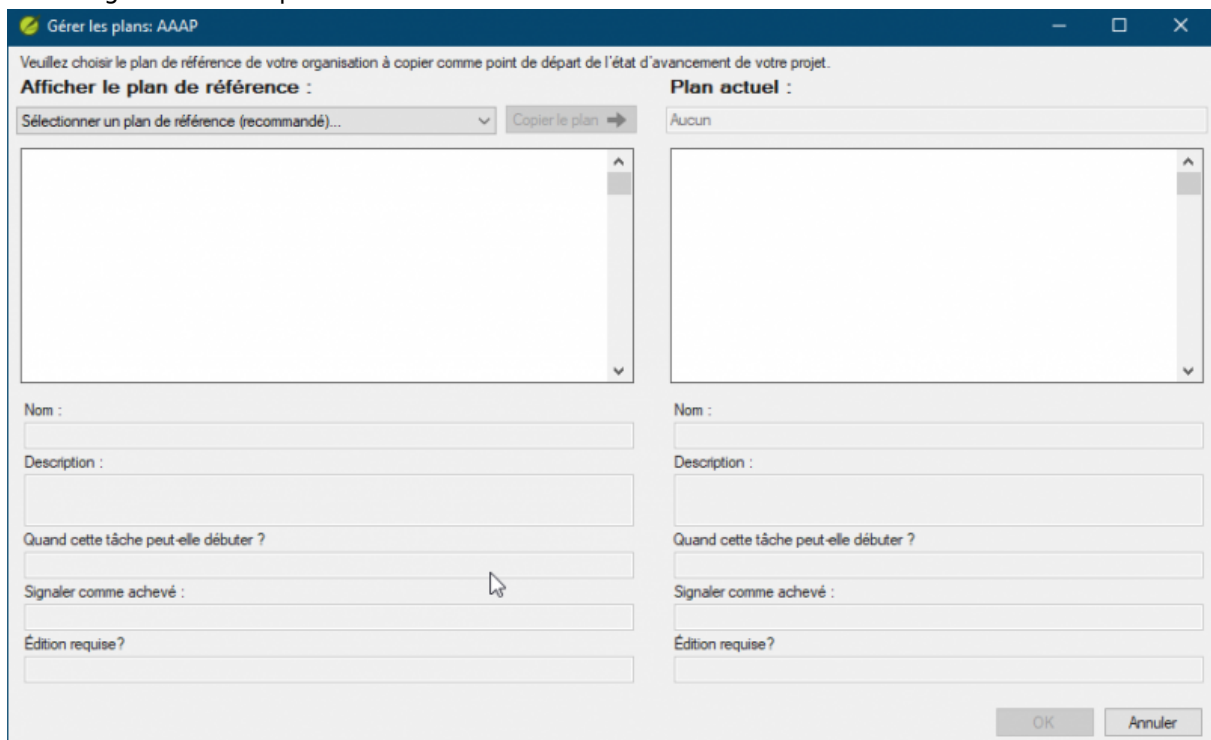 Gérer les plans: AAAP
Veuillez choisir le plan de référence de votre organisation à copier comme point de départ de l'état d'avancement de votre projet.
Afficher le plan de référence :
Plan actuel :
Sélectionner un plan de référence (recommandé)...
Copier le plan
Aucun
Nom :
Nom :
Description :
Description :
Quand cette tâche peut-elle débuter ?
Quand cette tâche peut-elle débuter ?
Signaler comme achevé :
Signaler comme achevé :
Édition requise?
Édition requise?
OK
Annuler